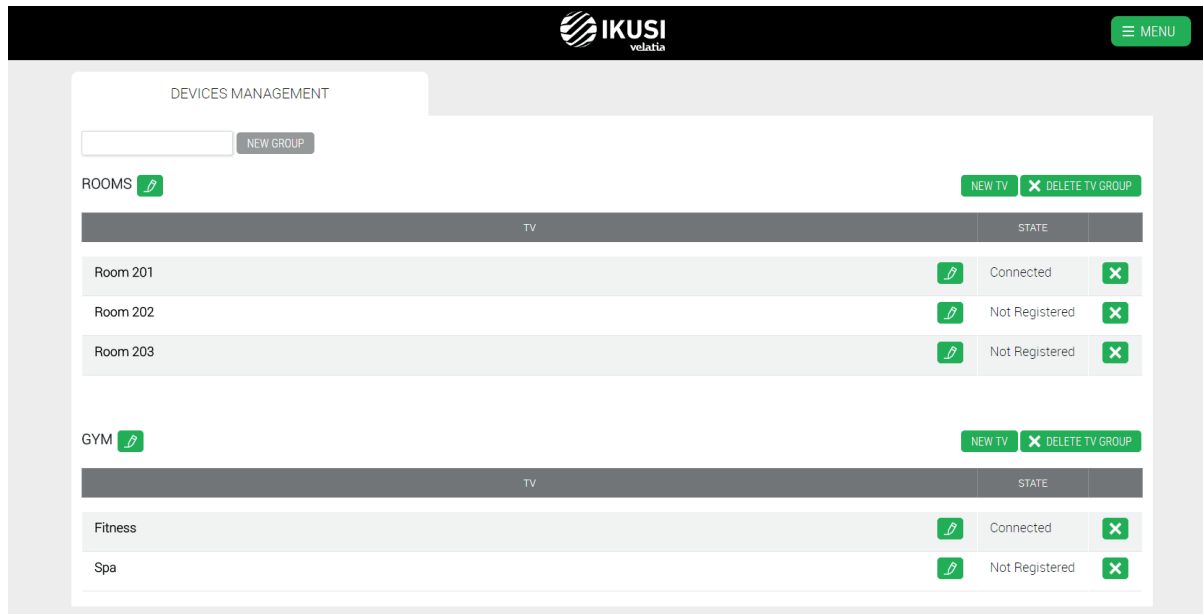 IKUSI
velatia
MENU
DEVICES MANAGEMENT
NEW GROUP
ROOMS NEW TV DELETE TV GROUP
TV STATE
Room 201 Connected
Room 202 Not Registered
Room 203 Not Registered
GYM NEW TV DELETE TV GROUP
TV STATE
Fitness Connected
Spa Not Registered